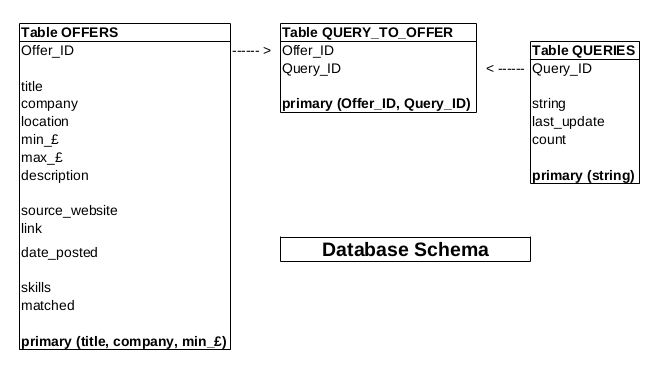 Table OFFERS
Offer_ID
title
company
location
min_£
max_£
description
source_website
link
date_posted
skills
matched
primary (title, company, min_£)
------ >
Table QUERY_TO_OFFER
Offer_ID
Query_ID
primary (Offer_ID, Query_ID)
< ------
Table QUERIES
Query_ID
string
last_update
count
primary (string)
Database Schema